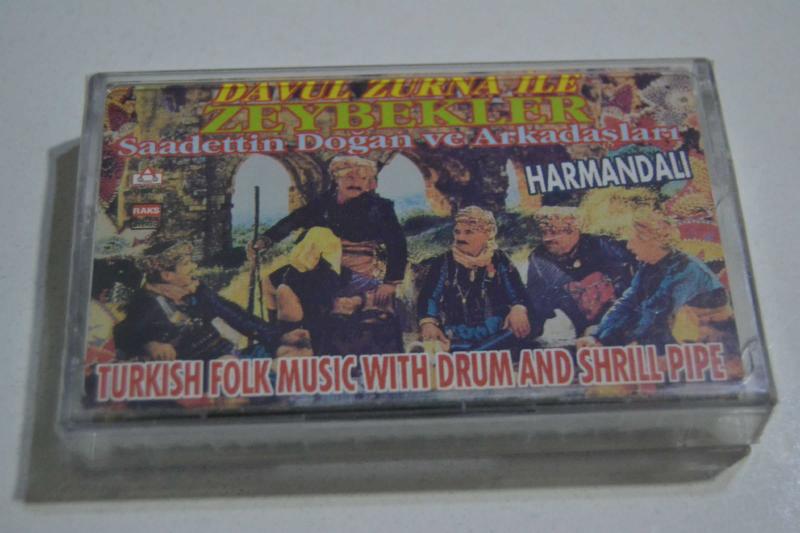 DAVUL ZURNA İLE
ZEYBEKLER
Saadettin Doğan ve Arkadaşları
HARMANDALI
RAKS
TURKISH FOLK MUSIC WITH DRUM AND SHRILL PIPE